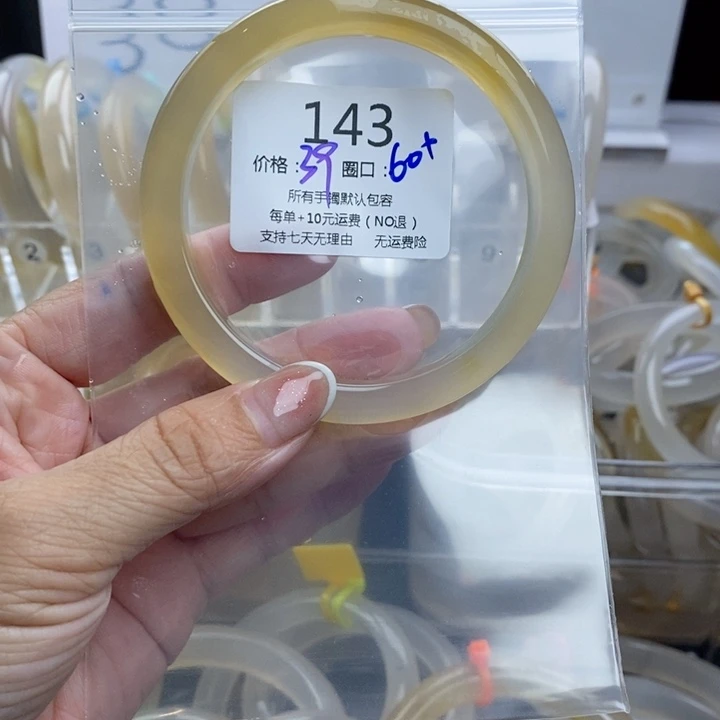 143
价格：39 圈口：60+
所有手镯默认包容
每单+10元运费（NO退）
支持七天无理由 无运费险
2